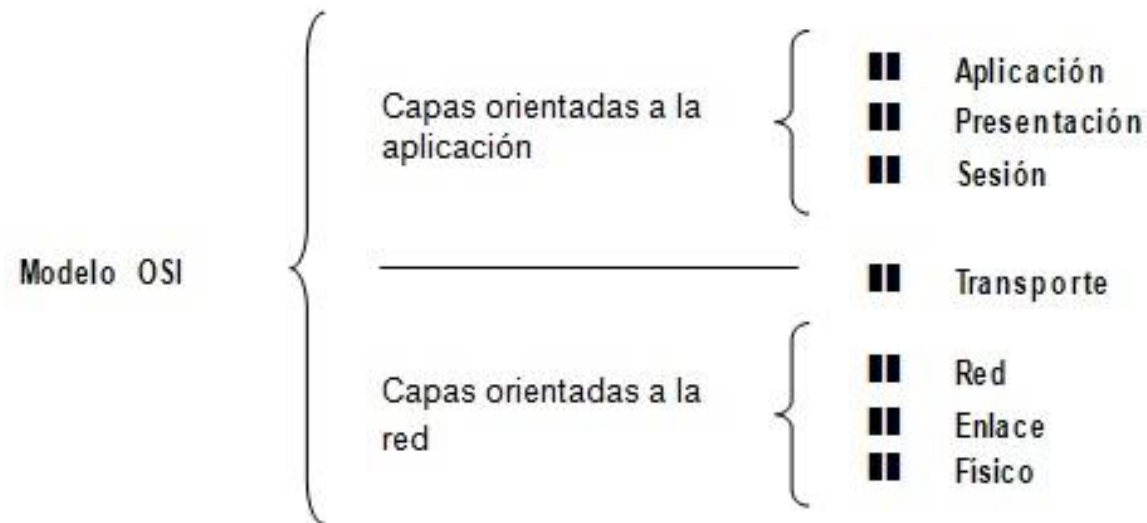 Modelo OSI
Capas orientadas a la
aplicación
Aplicación
Presentación
Sesión
Transporte
Capas orientadas a la
red
Red
Enlace
Físico